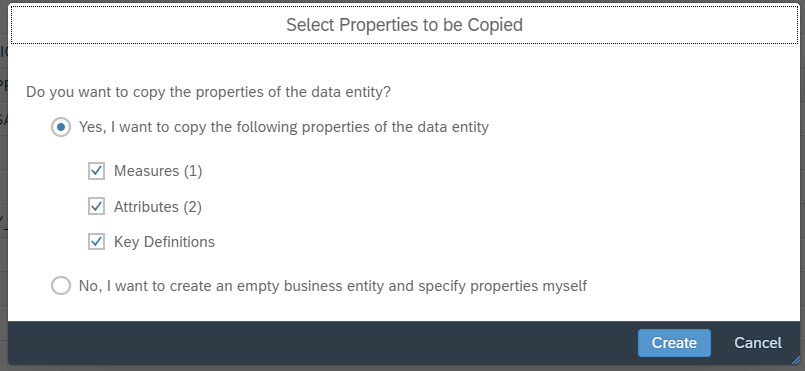 Select Properties to be Copied
Do you want to copy the properties of the data entity?
Yes, I want to copy the following properties of the data entity
Measures (1)
Attributes (2)
Key Definitions
No, I want to create an empty business entity and specify properties myself
Create Cancel